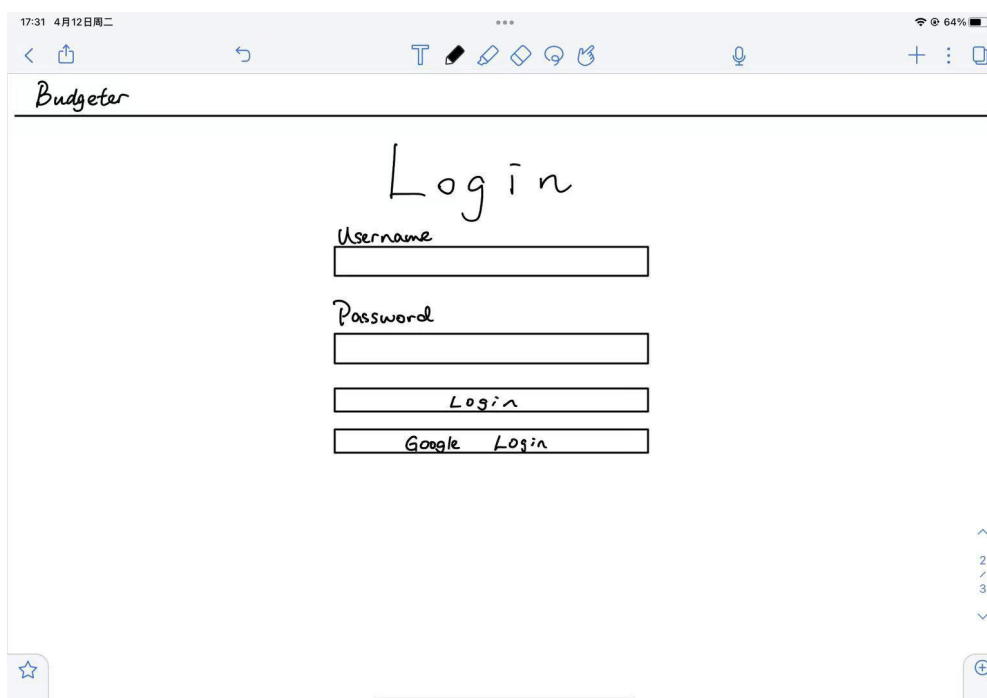 17:31 4月12日周二
64%
Budgeter
Login
Username
Password
Login
Google Login
2
/
3